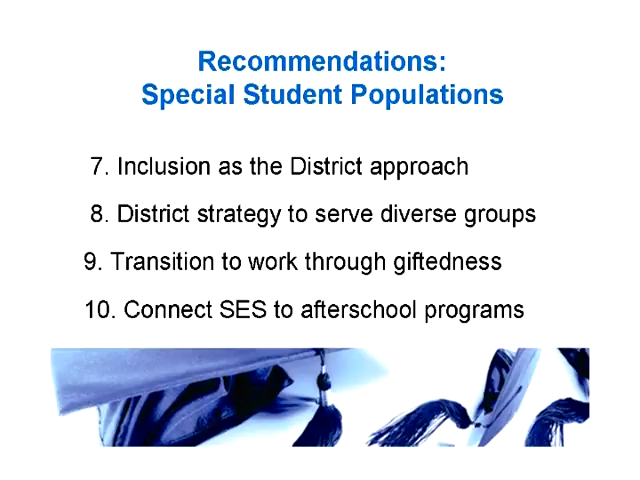 Recommendations:
Special Student Populations
7. Inclusion as the District approach
8. District strategy to serve diverse groups
9. Transition to work through giftedness
10. Connect SES to afterschool programs